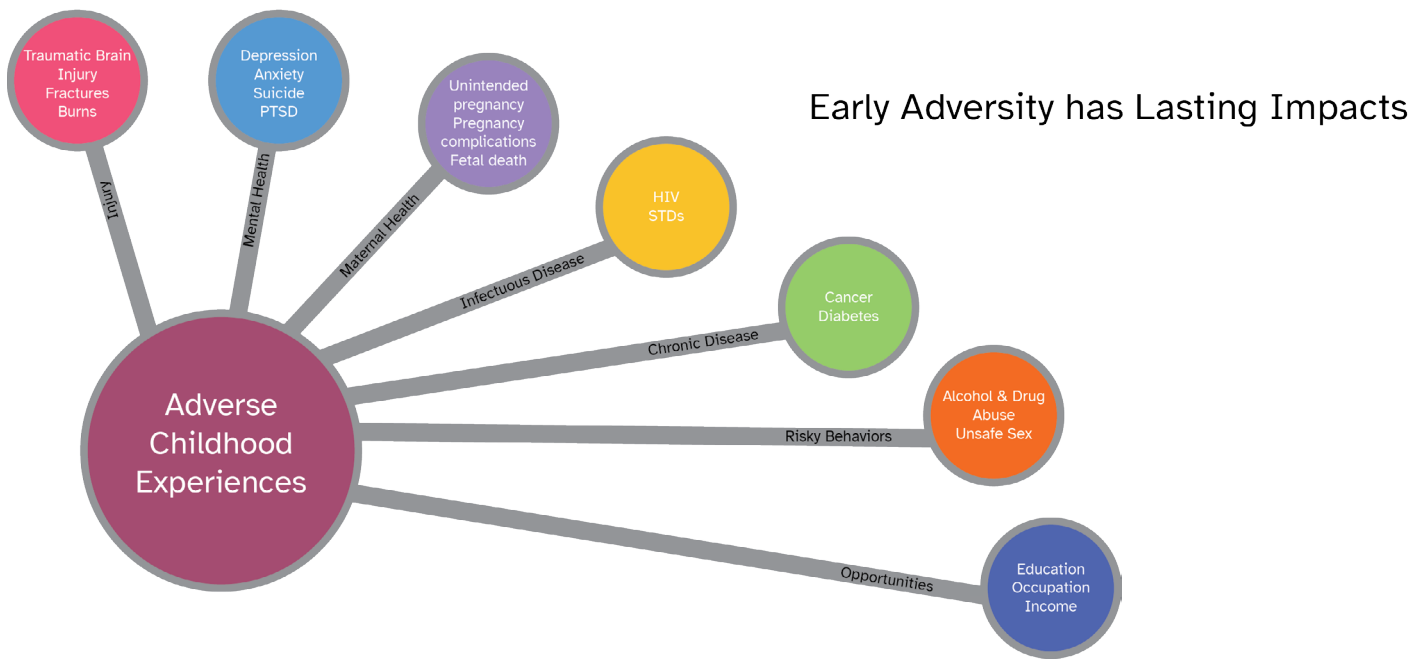 Early Adversity has Lasting Impacts
Traumatic Brain
Injury
Fractures
Burns
Injury
Depression
Anxiety
Suicide
PTSD
Mental Health
Unintended
pregnancy
Pregnancy
complications
Fetal death
Maternal Health
HIV
STDs
Infectuous Disease
Cancer
Diabetes
Chronic Disease
Alcohol & Drug
Abuse
Unsafe Sex
Risky Behaviors
Education
Occupation
Income
Opportunities
Adverse
Childhood
Experiences